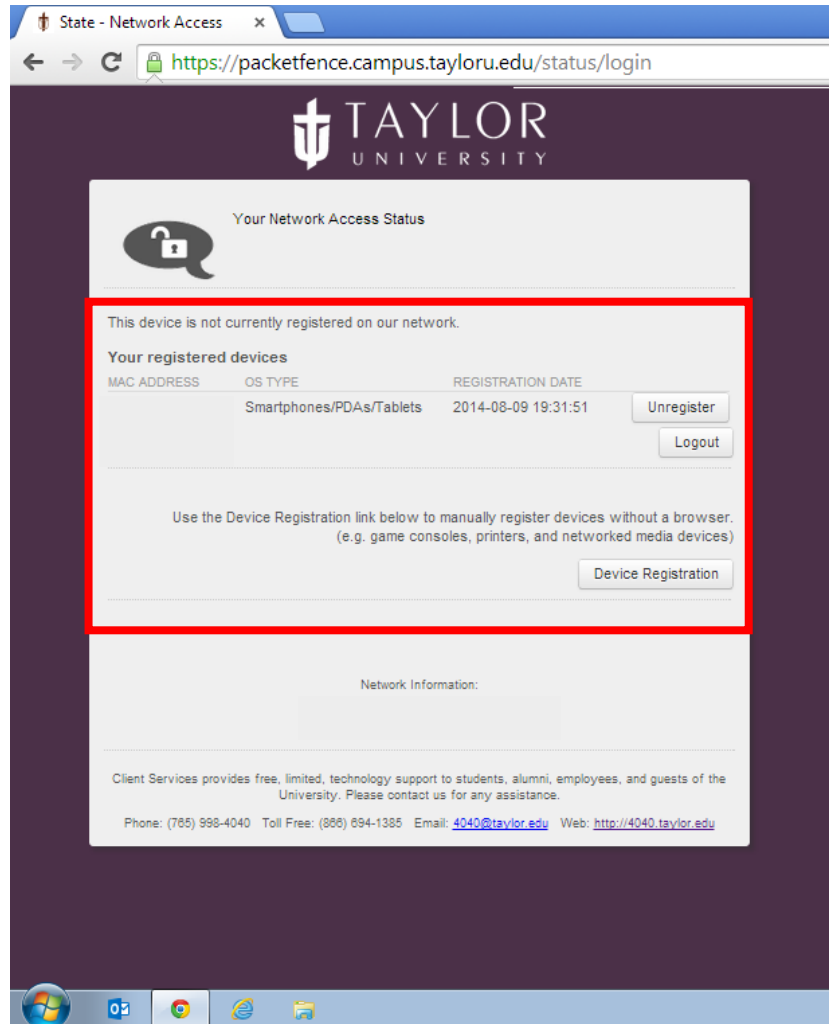 State - Network Access
https://packetfence.campus.tayloru.edu/status/login
TAYLOR
UNIVERSITY
Your Network Access Status
This device is not currently registered on our network.
Your registered devices
MAC ADDRESS OS TYPE REGISTRATION DATE
Smartphones/PDAs/Tablets 2014-08-09 19:31:51 Unregister
Logout
Use the Device Registration link below to manually register devices without a browser.
(e.g. game consoles, printers, and networked media devices)
Device Registration
Network Information:
Client Services provides free, limited, technology support to students, alumni, employees, and guests of the
University. Please contact us for any assistance.
Phone: (765) 998-4040 Toll Free: (866) 694-1385 Email: 4040@taylor.edu Web: http://4040.taylor.edu